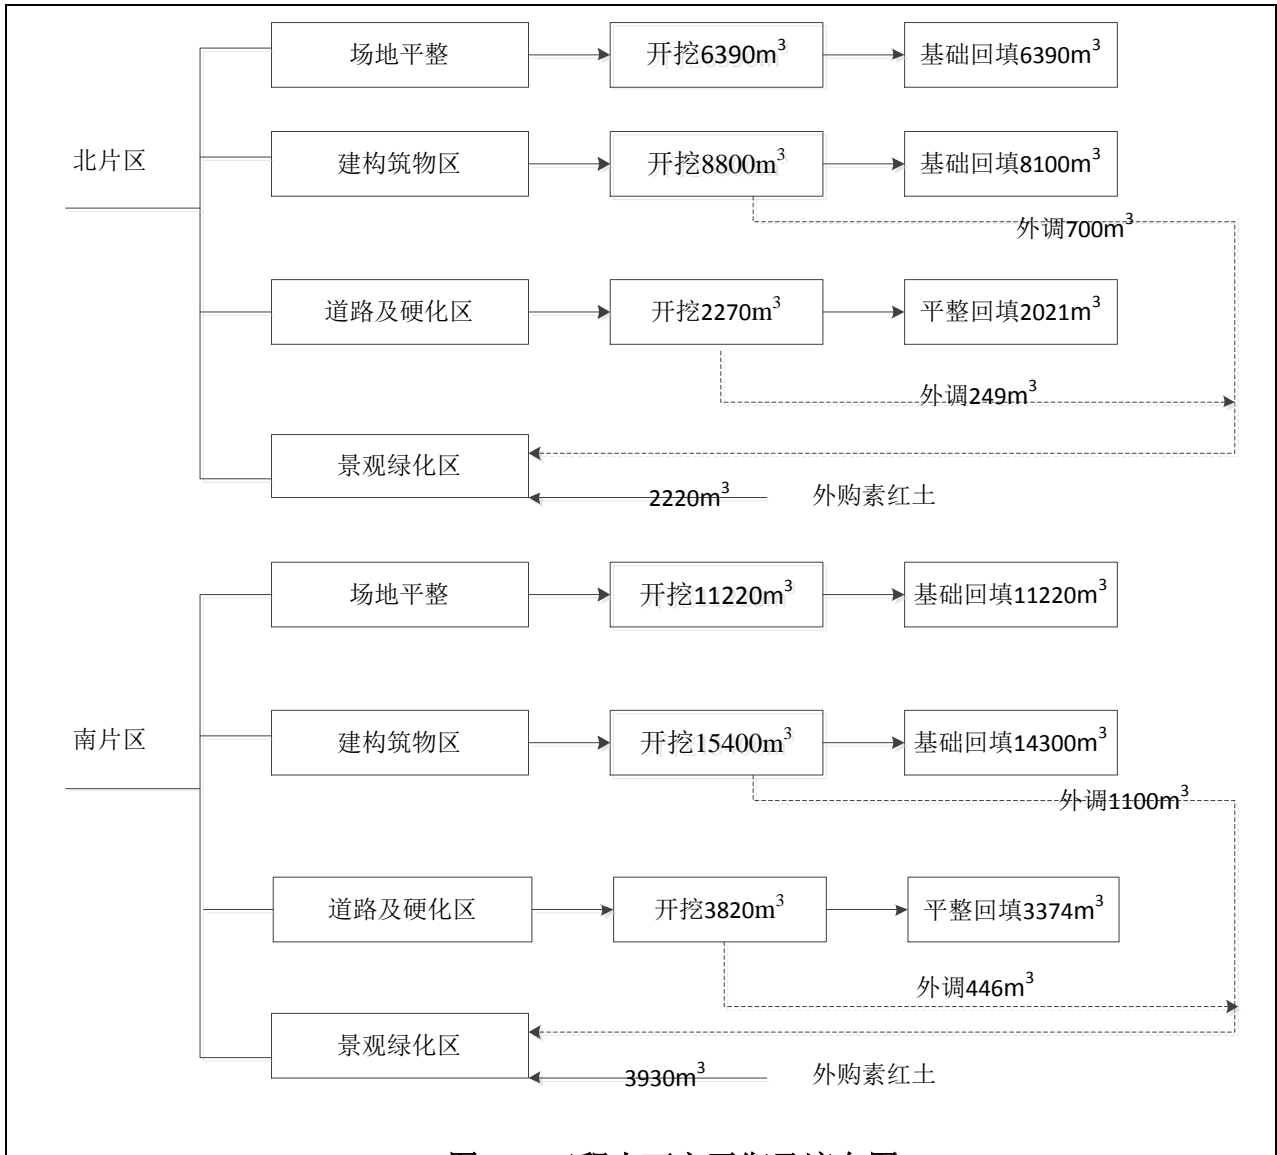 场地平整
开挖6390m³
基础回填6390m³
北片区
建构筑物区
开挖8800m³
基础回填8100m³
外调700m³
道路及硬化区
开挖2270m³
平整回填2021m³
外调249m³
景观绿化区
2220m³
外购素红土
场地平整
开挖11220m³
基础回填11220m³
南片区
建构筑物区
开挖15400m³
基础回填14300m³
外调1100m³
道路及硬化区
开挖3820m³
平整回填3374m³
外调446m³
景观绿化区
3930m³
外购素红土